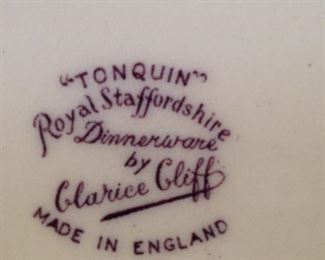 "TONQUIN"
Royal Staffordshire
Dinnerware
by
Clarice Cliff
MADE IN ENGLAND